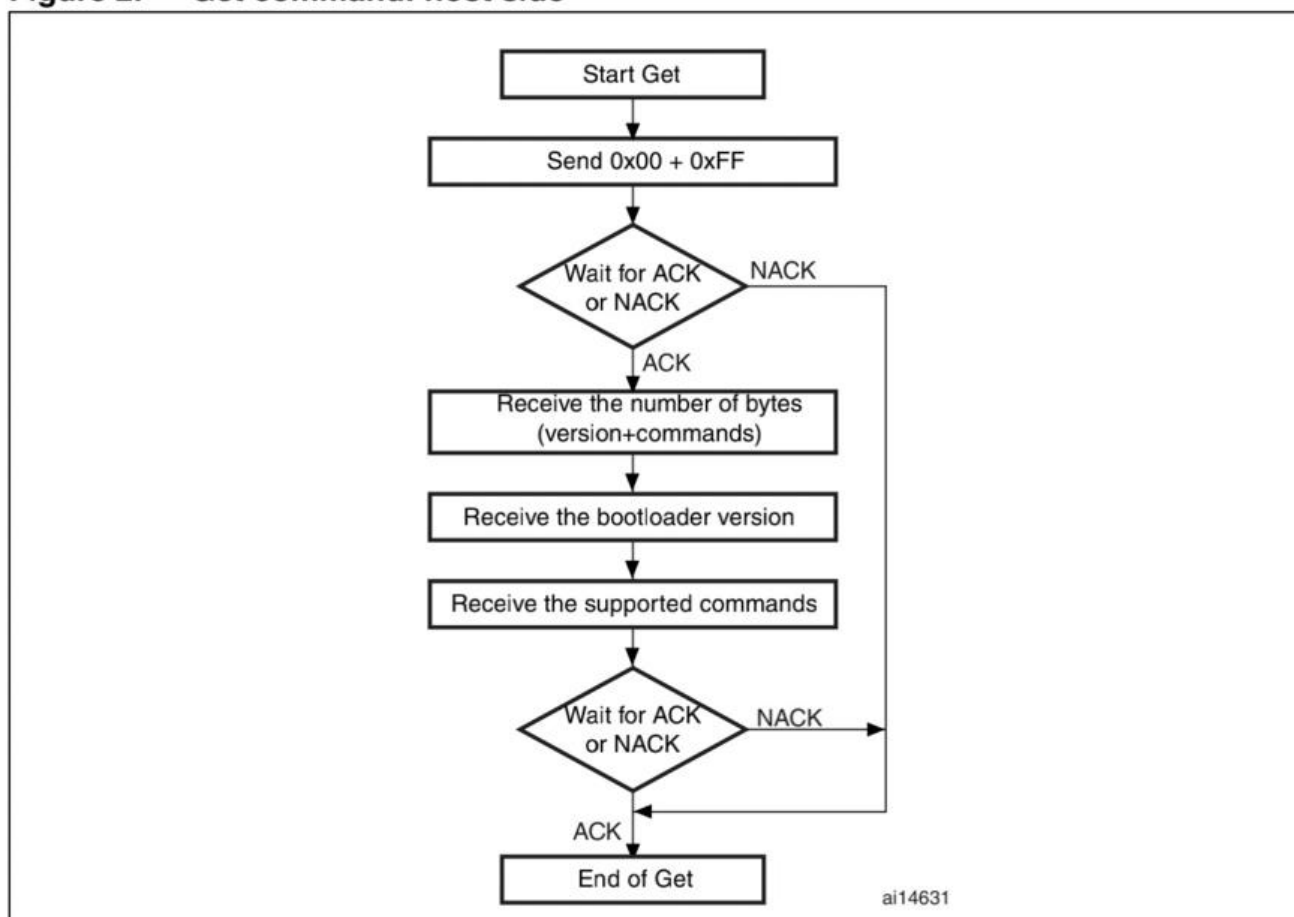 Start Get
Send 0x00 + 0xFF
Wait for ACK
or NACK
NACK
ACK
Receive the number of bytes
(version+commands)
Receive the bootloader version
Receive the supported commands
Wait for ACK
or NACK
NACK
ACK
End of Get
ai14631